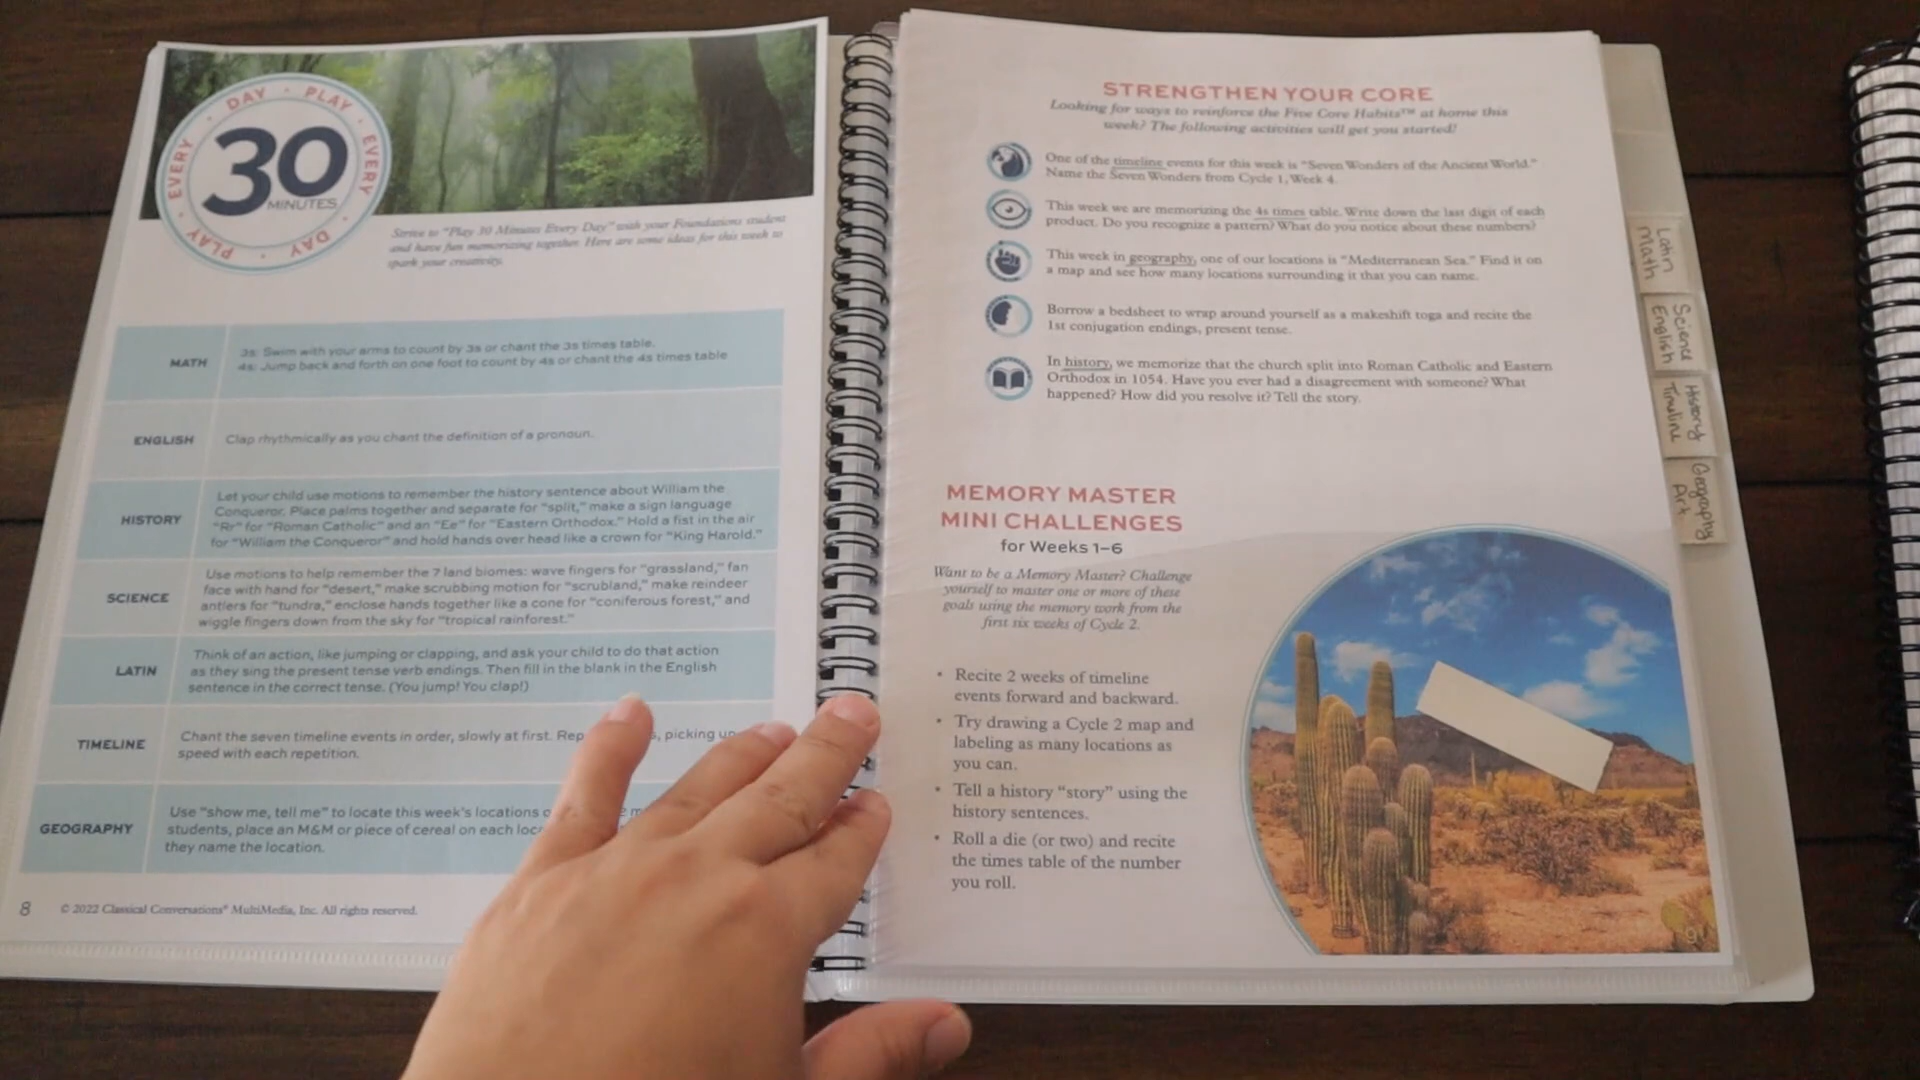 DAY • PLAY • EVERY • DAY • PLAY • EVERY
30
MINUTES
Strive to "Play 30 Minutes Every Day" with your Foundations student
and have fun memorizing together. Here are some ideas for this week to
spark your creativity.
MATH
3s: Swim with your arms to count by 3s or chant the 3s times table.
4s: Jump back and forth on one foot to count by 4s or chant the 4s times table
ENGLISH
Clap rhythmically as you chant the definition of a pronoun.
HISTORY
Let your child use motions to remember the history sentence about William the
Conqueror. Place palms together and separate for "split," make a sign language
"Rr" for "Roman Catholic" and an "Ee" for "Eastern Orthodox." Hold a fist in the air
for "William the Conqueror" and hold hands over head like a crown for "King Harold."
SCIENCE
Use motions to help remember the 7 land biomes: wave fingers for "grassland," fan
face with hand for "desert," make scrubbing motion for "scrubland," make reindeer
antlers for "tundra," enclose hands together like a cone for "coniferous forest," and
wiggle fingers down from the sky for "tropical rainforest."
LATIN
Think of an action, like jumping or clapping, and ask your child to do that action
as they sing the present tense verb endings. Then fill in the blank in the English
sentence in the correct tense. (You jump! You clap!)
TIMELINE
Chant the seven timeline events in order, slowly at first. picking up
speed with each repetition.
GEOGRAPHY
Use "show me, tell me" to locate this week's locations
students, place an M&M or piece of cereal on each
they name the location.
8 © 2022 Classical Conversations® MultiMedia, Inc. All rights reserved.
STRENGTHEN YOUR CORE
Looking for ways to reinforce the Five Core Habits™ at home this
week? The following activities will get you started!
One of the timeline events for this week is "Seven Wonders of the Ancient World."
Name the Seven Wonders from Cycle 1, Week 4.
This week we are memorizing the 4s times table. Write down the last digit of each
product. Do you recognize a pattern? What do you notice about these numbers?
This week in geography, one of our locations is "Mediterranean Sea." Find it on
a map and see how many locations surrounding it that you can name.
Borrow a bedsheet to wrap around yourself as a makeshift toga and recite the
1st conjugation endings, present tense.
In history, we memorize that the church split into Roman Catholic and Eastern
Orthodox in 1054. Have you ever had a disagreement with someone? What
happened? How did you resolve it? Tell the story.
MEMORY MASTER
MINI CHALLENGES
for Weeks 1–6
Want to be a Memory Master? Challenge
yourself to master one or more of these
goals using the memory work from the
first six weeks of Cycle 2.
• Recite 2 weeks of timeline
events forward and backward.
• Try drawing a Cycle 2 map and
labeling as many locations as
you can.
• Tell a history "story" using the
history sentences.
• Roll a die (or two) and recite
the times table of the number
you roll.
9
Latin
Math
Science
English
History
Timeline
Geography
Art